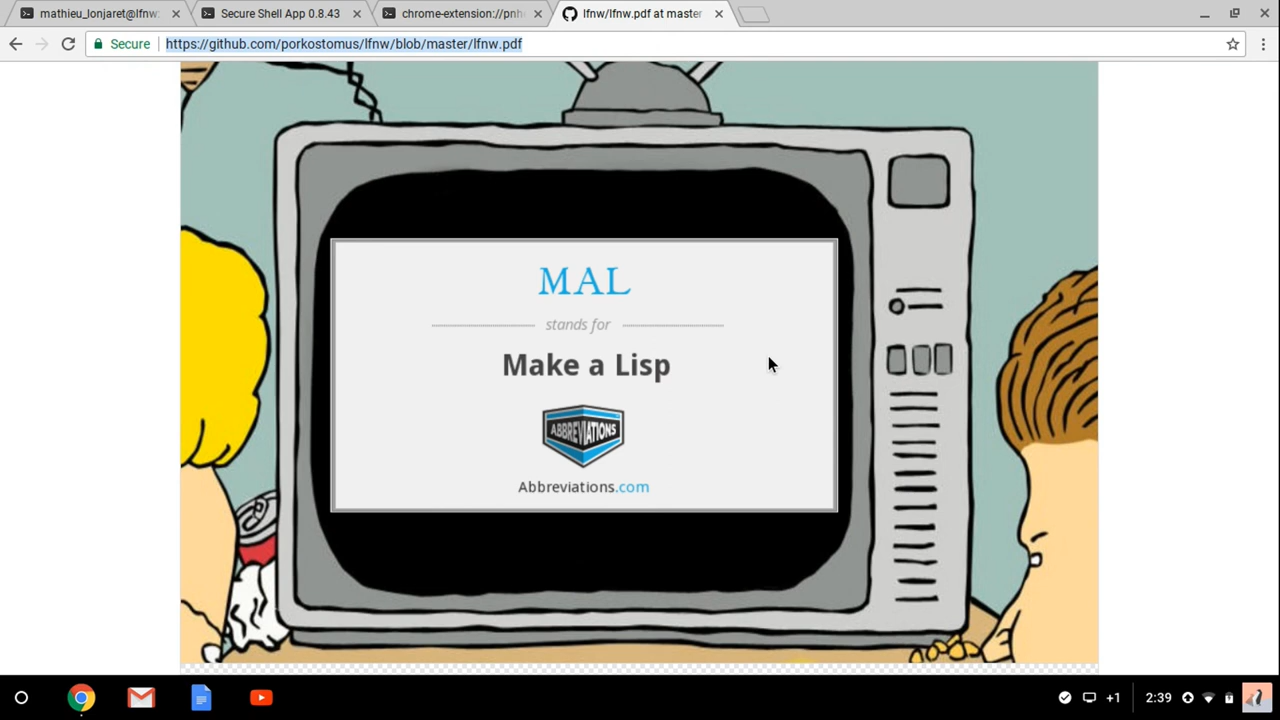 mathieu_lonjaret@lfnw:
Secure Shell App 0.8.43
chrome-extension://pnh
lfnw/lfnw.pdf at master
Secure
https://github.com/porkostomus/lfnw/blob/master/lfnw.pdf
MAL
stands for
Make a Lisp
ABBREVIATIONS
Abbreviations.com
+1
2:39